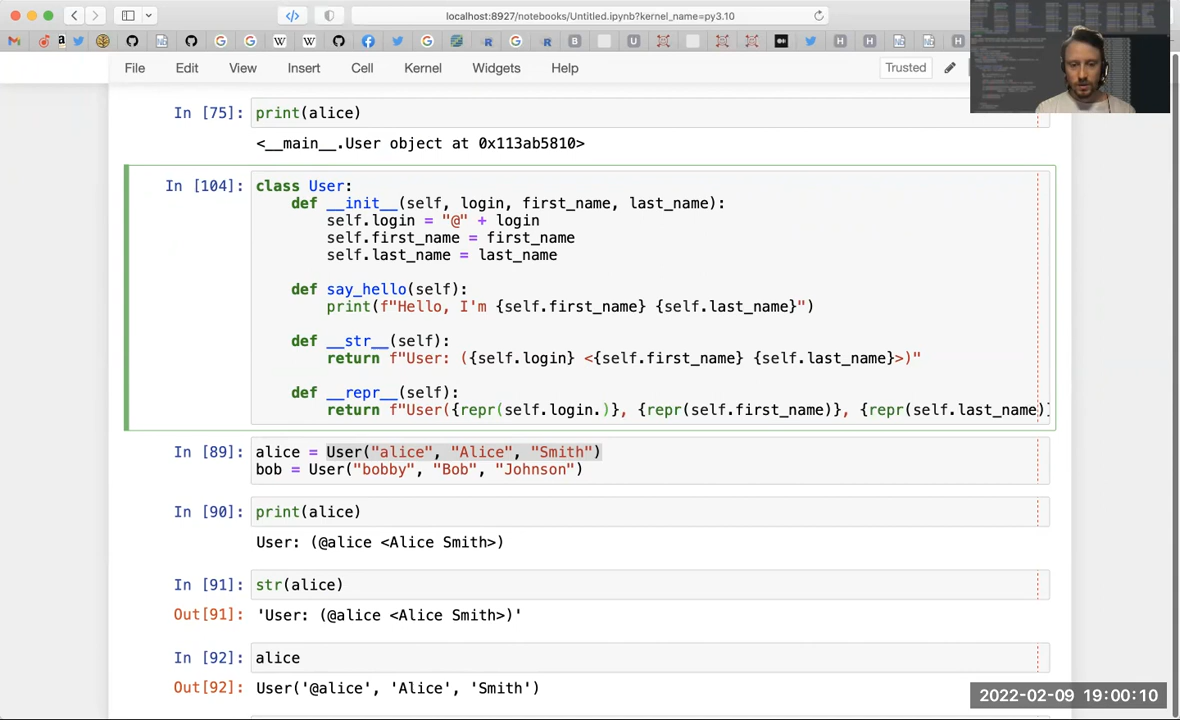 localhost:8927/notebooks/Untitled.ipynb?kernel_name=py3.10
File Edit View Insert Cell Kernel Widgets Help Trusted
In [75]: print(alice)
<__main__.User object at 0x113ab5810>
In [104]: class User:
def __init__(self, login, first_name, last_name):
self.login = "@" + login
self.first_name = first_name
self.last_name = last_name
def say_hello(self):
print(f"Hello, I'm {self.first_name} {self.last_name}")
def __str__(self):
return f"User: ({self.login} <{self.first_name} {self.last_name}>)"
def __repr__(self):
return f"User({repr(self.login.)}, {repr(self.first_name)}, {repr(self.last_name)
In [89]: alice = User("alice", "Alice", "Smith")
bob = User("bobby", "Bob", "Johnson")
In [90]: print(alice)
User: (@alice <Alice Smith>)
In [91]: str(alice)
Out[91]: 'User: (@alice <Alice Smith>)'
In [92]: alice
Out[92]: User('@alice', 'Alice', 'Smith')
2022-02-09 19:00:10